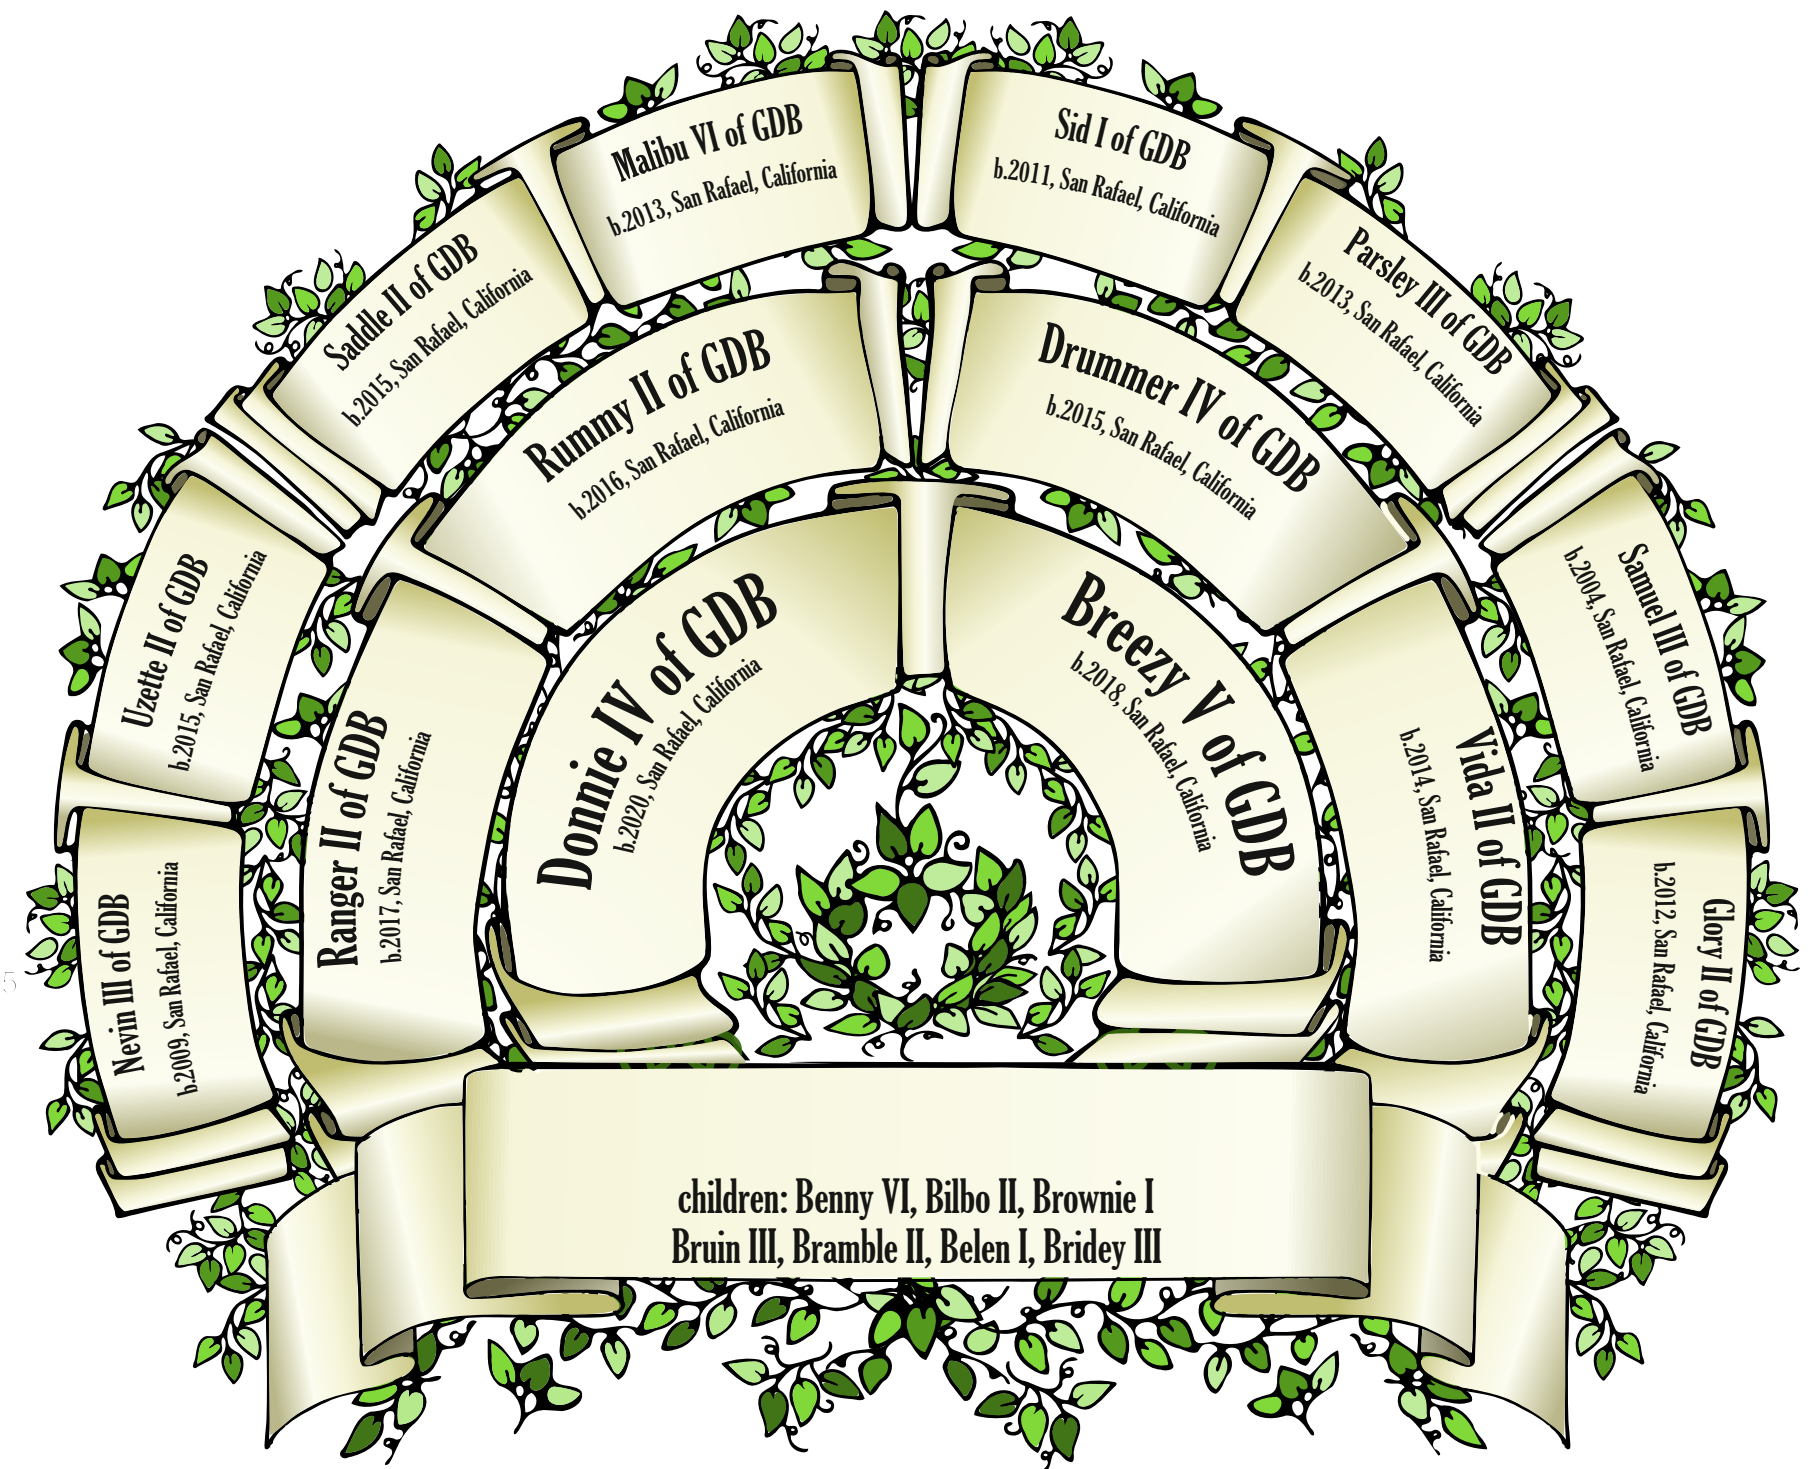 Nevin III of GDB
b.2009, San Rafael, California
Uzette II of GDB
b.2015, San Rafael, California
Saddle II of GDB
b.2015, San Rafael, California
Malibu VI of GDB
b.2013, San Rafael, California
Sid I of GDB
b.2011, San Rafael, California
Parsley III of GDB
b.2013, San Rafael, California
Samuel III of GDB
b.2004, San Rafael, California
Glory II of GDB
b.2012, San Rafael, California
Ranger II of GDB
b.2017, San Rafael, California
Rummy II of GDB
b.2016, San Rafael, California
Drummer IV of GDB
b.2015, San Rafael, California
Vida II of GDB
b.2014, San Rafael, California
Donnie IV of GDB
b.2020, San Rafael, California
Breezy V of GDB
b.2018, San Rafael, California
children: Benny VI, Bilbo II, Brownie I
Bruin III, Bramble II, Belen I, Bridey III
5